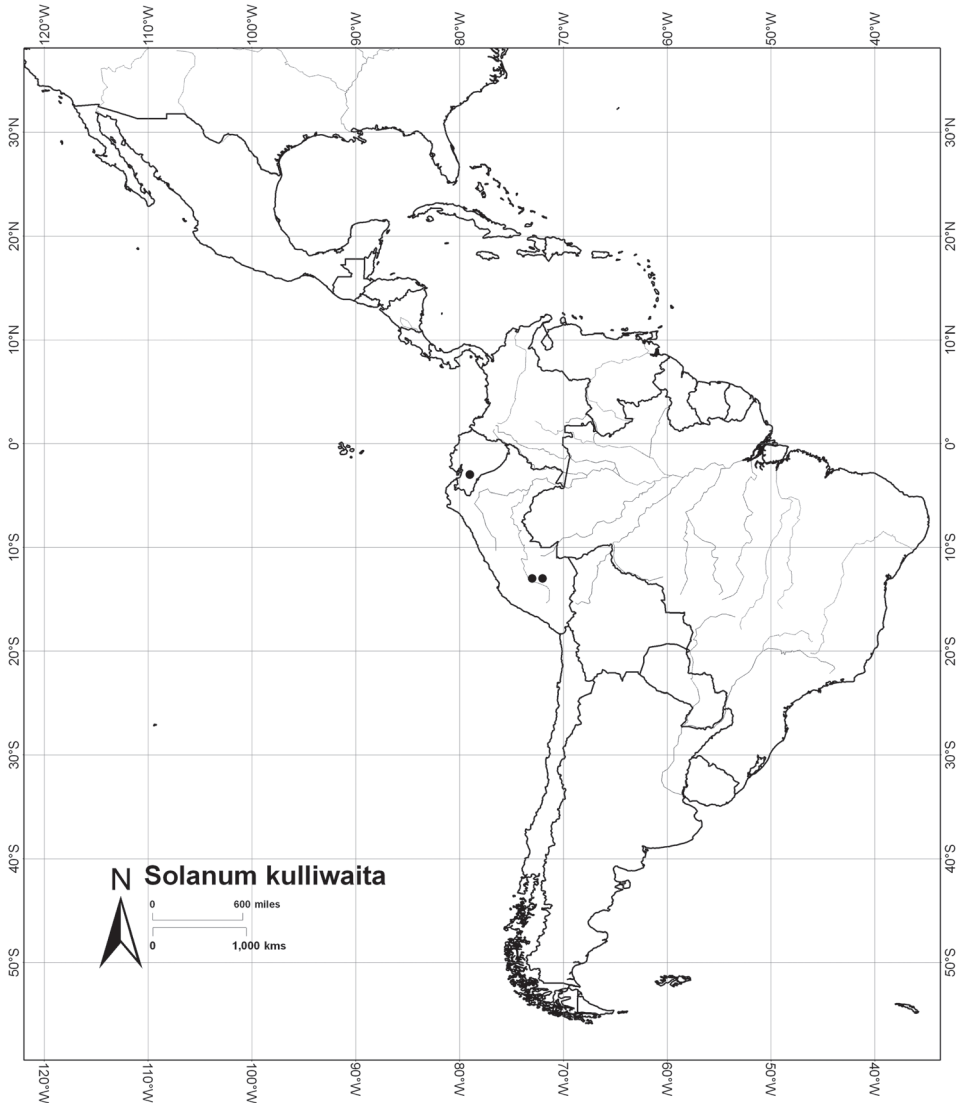 120°W 110°W 100°W 90°W 80°W 70°W 60°W 50°W 40°W
30°N 30°N
20°N 20°N
10°N 10°N
0° 0°
10°S 10°S
20°S 20°S
30°S 30°S
40°S 40°S
N Solanum kulliwaita
0 600 miles
0 1,000 kms
50°S 50°S
120°W 110°W 100°W 90°W 80°W 70°W 60°W 50°W 40°W